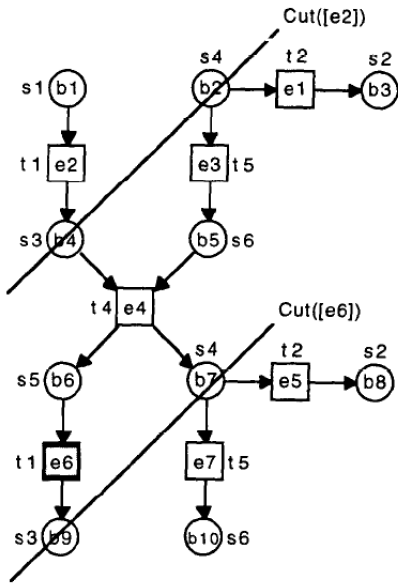 Cut([e2])
s4 t2 s2
s1 b1 b2 e1 b3
t1 e2 e3 t5
s3 b4 b5 s6
t4 e4
Cut([e6])
s4 t2 s2
s5 b6 b7 e5 b8
t1 e6 e7 t5
s3 b9 b10 s6